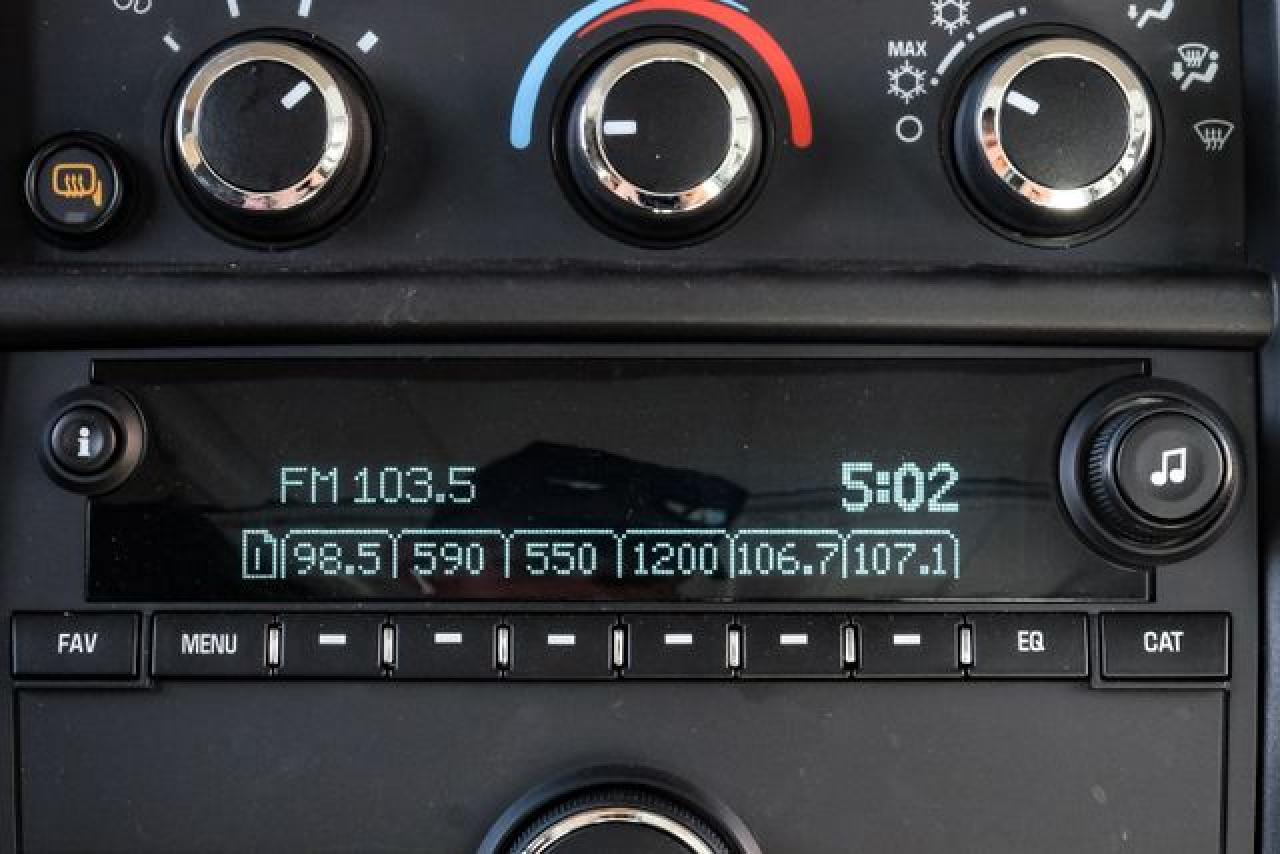 MAX
i
FM 103.5 5:02
1 98.5 590 550 1200 106.7 107.1
FAV MENU EQ CAT